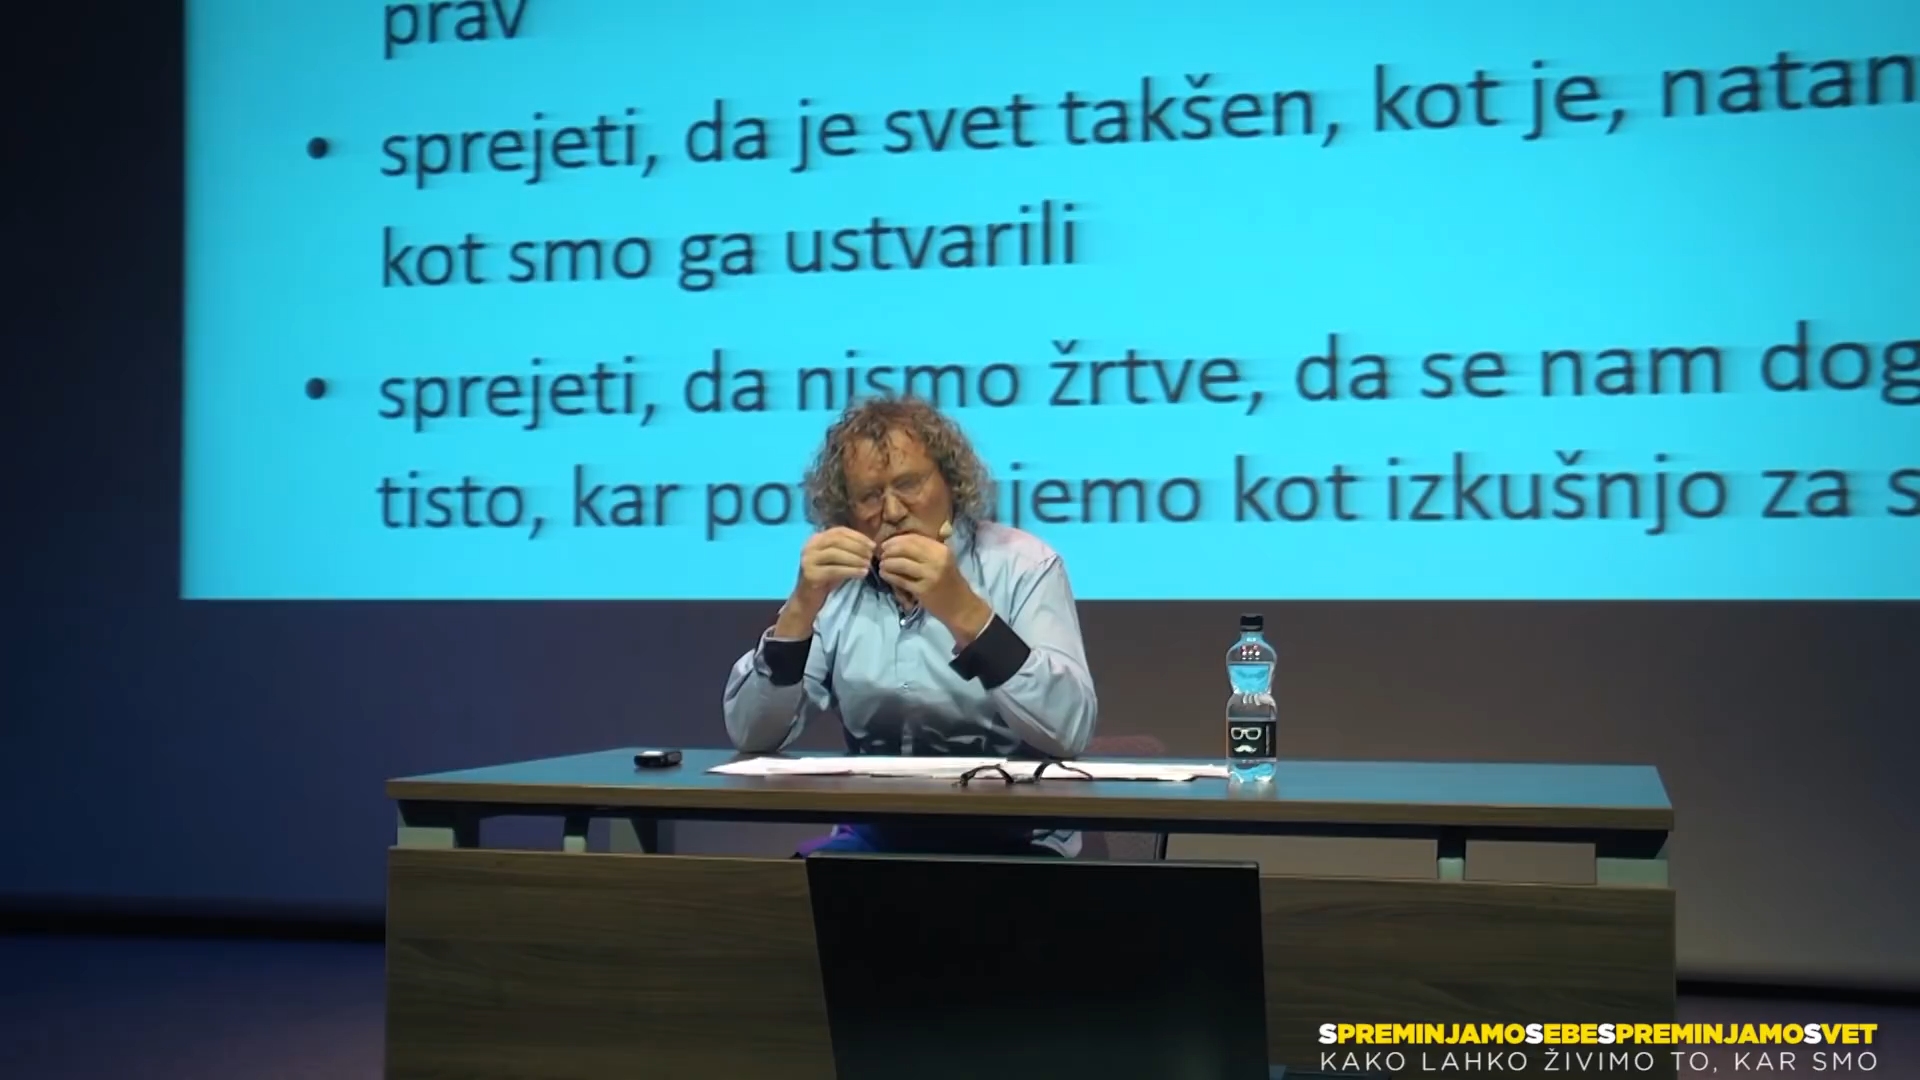 prav
• sprejeti, da je svet takšen, kot je, natan
kot smo ga ustvarili
• sprejeti, da nismo žrtve, da se nam dog
tisto, kar jemo kot izkušnjo za s
SPREMINJAMOSEBESPREMINJAMOSVET
KAKO LAHKO ŽIVIMO TO, KAR SMO